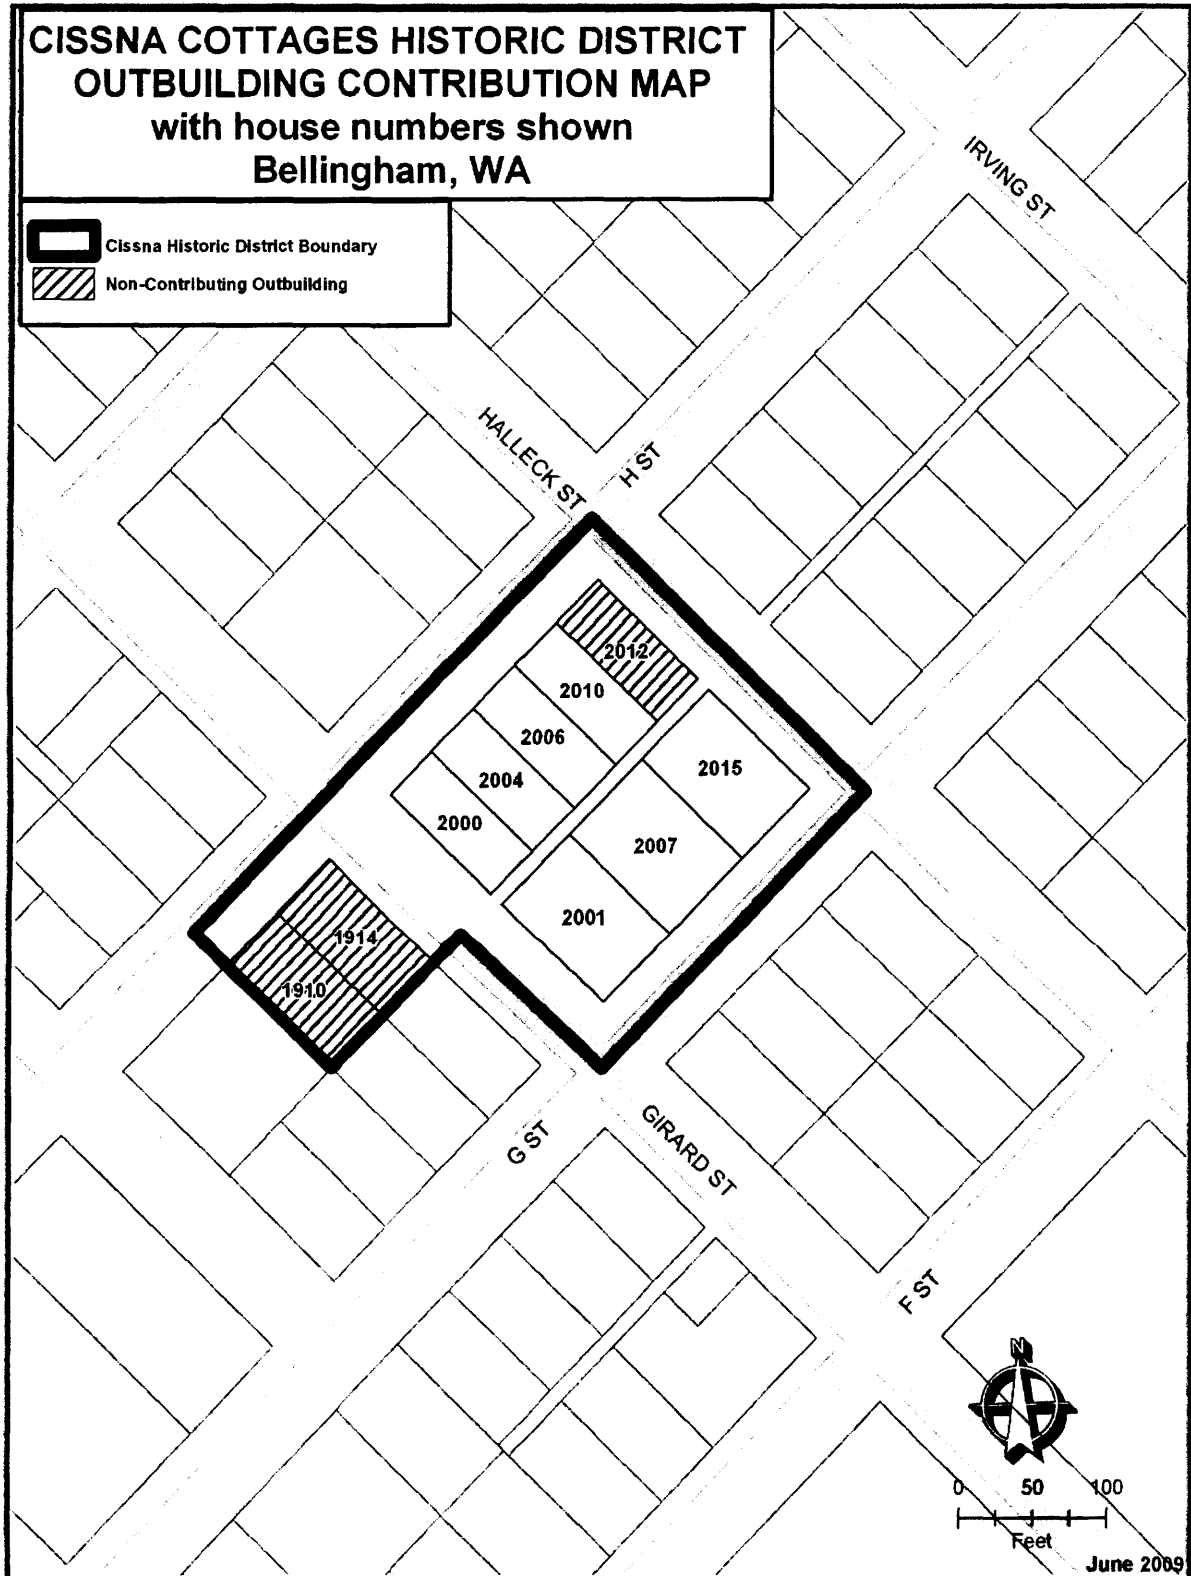 CISSNA COTTAGES HISTORIC DISTRICT
OUTBUILDING CONTRIBUTION MAP
with house numbers shown
Bellingham, WA
Cissna Historic District Boundary
Non-Contributing Outbuilding
IRVING ST
HALLECK ST
H ST
2012
2010
2006
2004
2000
2015
2007
2001
1914
1910
G ST
GIRARD ST
F ST
N
0 50 100
Feet
June 2009